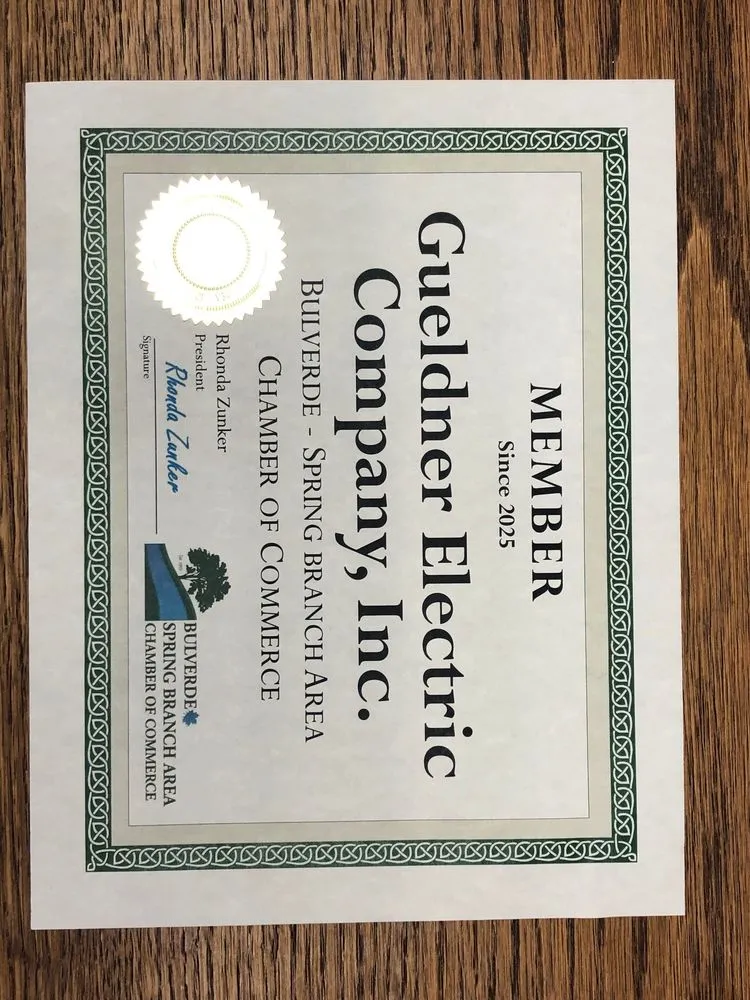 MEMBER
Since 2025
Gueldner Electric
Company, Inc.
BULVERDE - SPRING BRANCH AREA
CHAMBER OF COMMERCE
Rhonda Zunker
President
Rhonda Zunker
Signature
BULVERDE
SPRING BRANCH AREA
CHAMBER OF COMMERCE